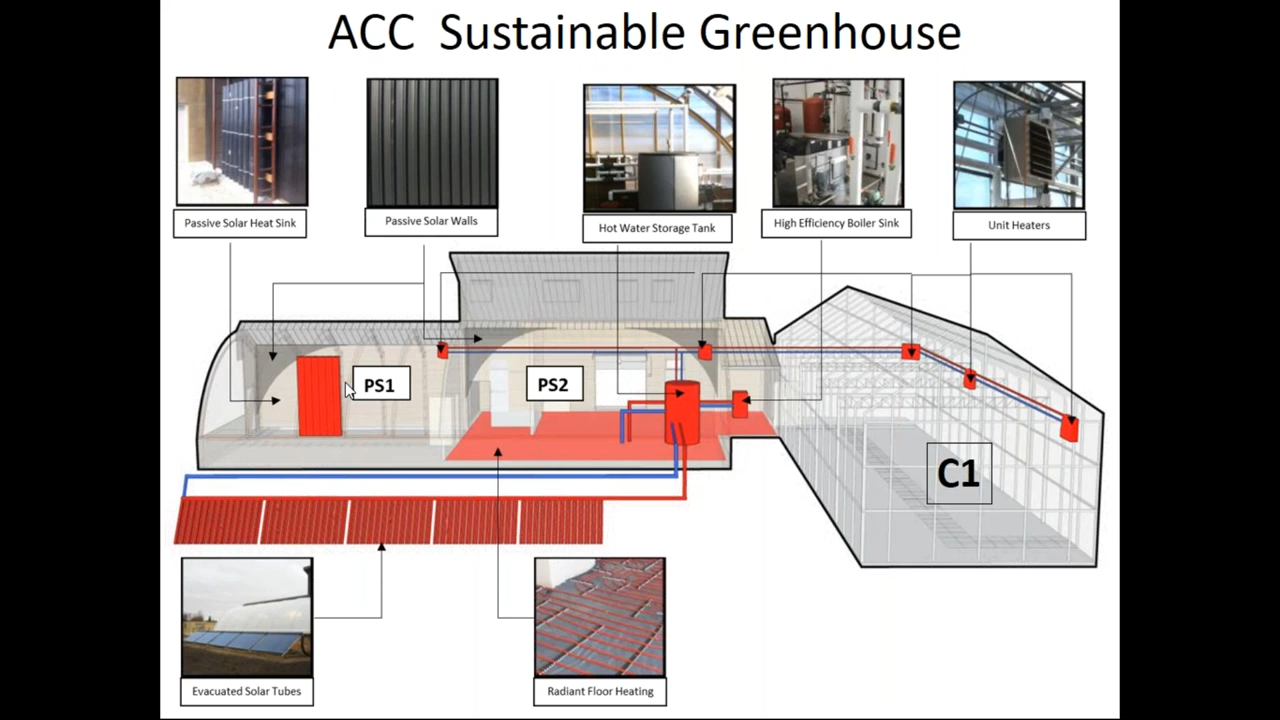 ACC Sustainable Greenhouse
Passive Solar Heat Sink
Passive Solar Walls
Hot Water Storage Tank
High Efficiency Boiler Sink
Unit Heaters
PS1
PS2
C1
Evacuated Solar Tubes
Radiant Floor Heating